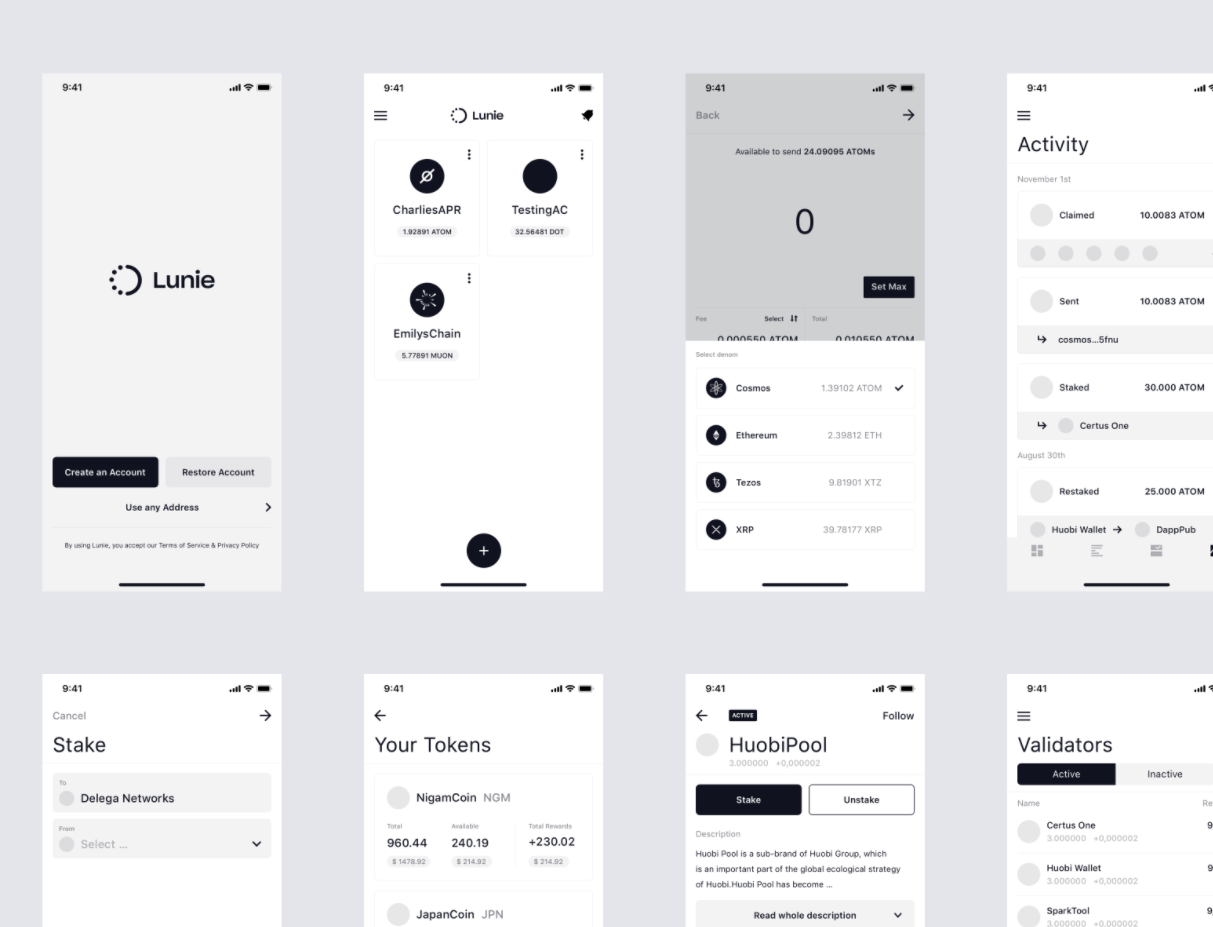 9:41
Lunie
Create an Account
Restore Account
Use any Address
By using Lunie, you accept our Terms of Service & Privacy Policy
9:41
Lunie
CharliesAPR
1.92891 ATOM
TestingAC
32.56481 DOT
EmilysChain
5.77891 MUON
+
9:41
Back
Available to send 24.09095 ATOMs
0
Set Max
Fee Select Total
0.000550 ATOM 0.010550 ATOM
Select denom
Cosmos 1.39102 ATOM
Ethereum 2.39812 ETH
Tezos 9.81901 XTZ
XRP 39.78177 XRP
9:41
Activity
November 1st
Claimed 10.0083 ATOM
Sent 10.0083 ATOM
cosmos...5fnu
Staked 30.000 ATOM
Certus One
August 30th
Restaked 25.000 ATOM
Huobi Wallet → DappPub
9:41
Cancel
Stake
To
Delega Networks
From
Select ...
9:41
Your Tokens
NigamCoin NGM
Total Available Total Rewards
960.44 240.19 +230.02
$ 1478.92 $ 214.92 $ 214.92
JapanCoin JPN
9:41
ACTIVE Follow
HuobiPool
3.000000 +0,000002
Stake Unstake
Description
Huobi Pool is a sub-brand of Huobi Group, which
is an important part of the global ecological strategy
of Huobi.Huobi Pool has become ...
Read whole description
9:41
Validators
Active Inactive
Name Re
Certus One 9
3.000000 +0,000002
Huobi Wallet 9
3.000000 +0,000002
SparkTool 9,
3.000000 +0,000002